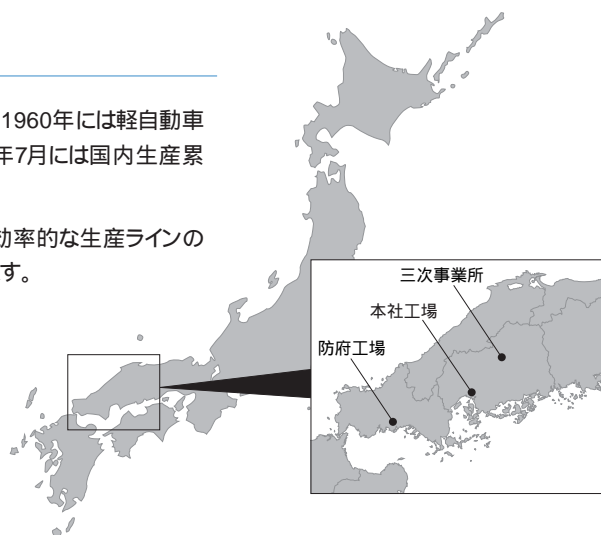 1960年には軽自動車
年7月には国内生産累
効率的な生産ラインの
す。
三次事業所
本社工場
防府工場